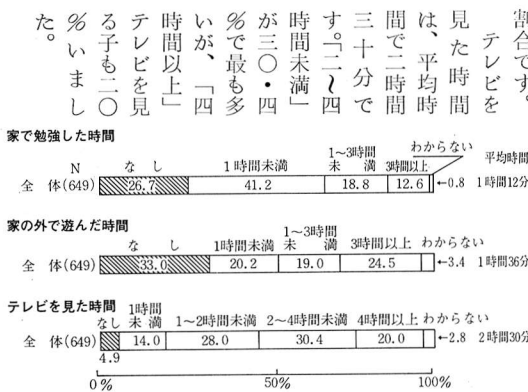 割合です。
　テレビを
見た時間
は、平均時
間で二時間
三十分で
す。「二〜四
時間未満」
が三〇・四
%で最も多
いが、「四
時間以上」
テレビを見
る子も二〇
%いまし
た。
家で勉強した時間
N なし 1時間未満 1〜3時間未満 3時間以上 わからない 平均時間
全体(649) 26.7 41.2 18.8 12.6 ←0.8 1時間12分
家の外で遊んだ時間
なし 1時間未満 1〜3時間未満 3時間以上 わからない
全体(649) 33.0 20.2 19.0 24.5 ←3.4 1時間36分
テレビを見た時間
なし 1時間未満 1〜2時間未満 2〜4時間未満 4時間以上 わからない
全体(649) 14.0 28.0 30.4 20.0 ←2.8 2時間30分
4.9
0% 50% 100%